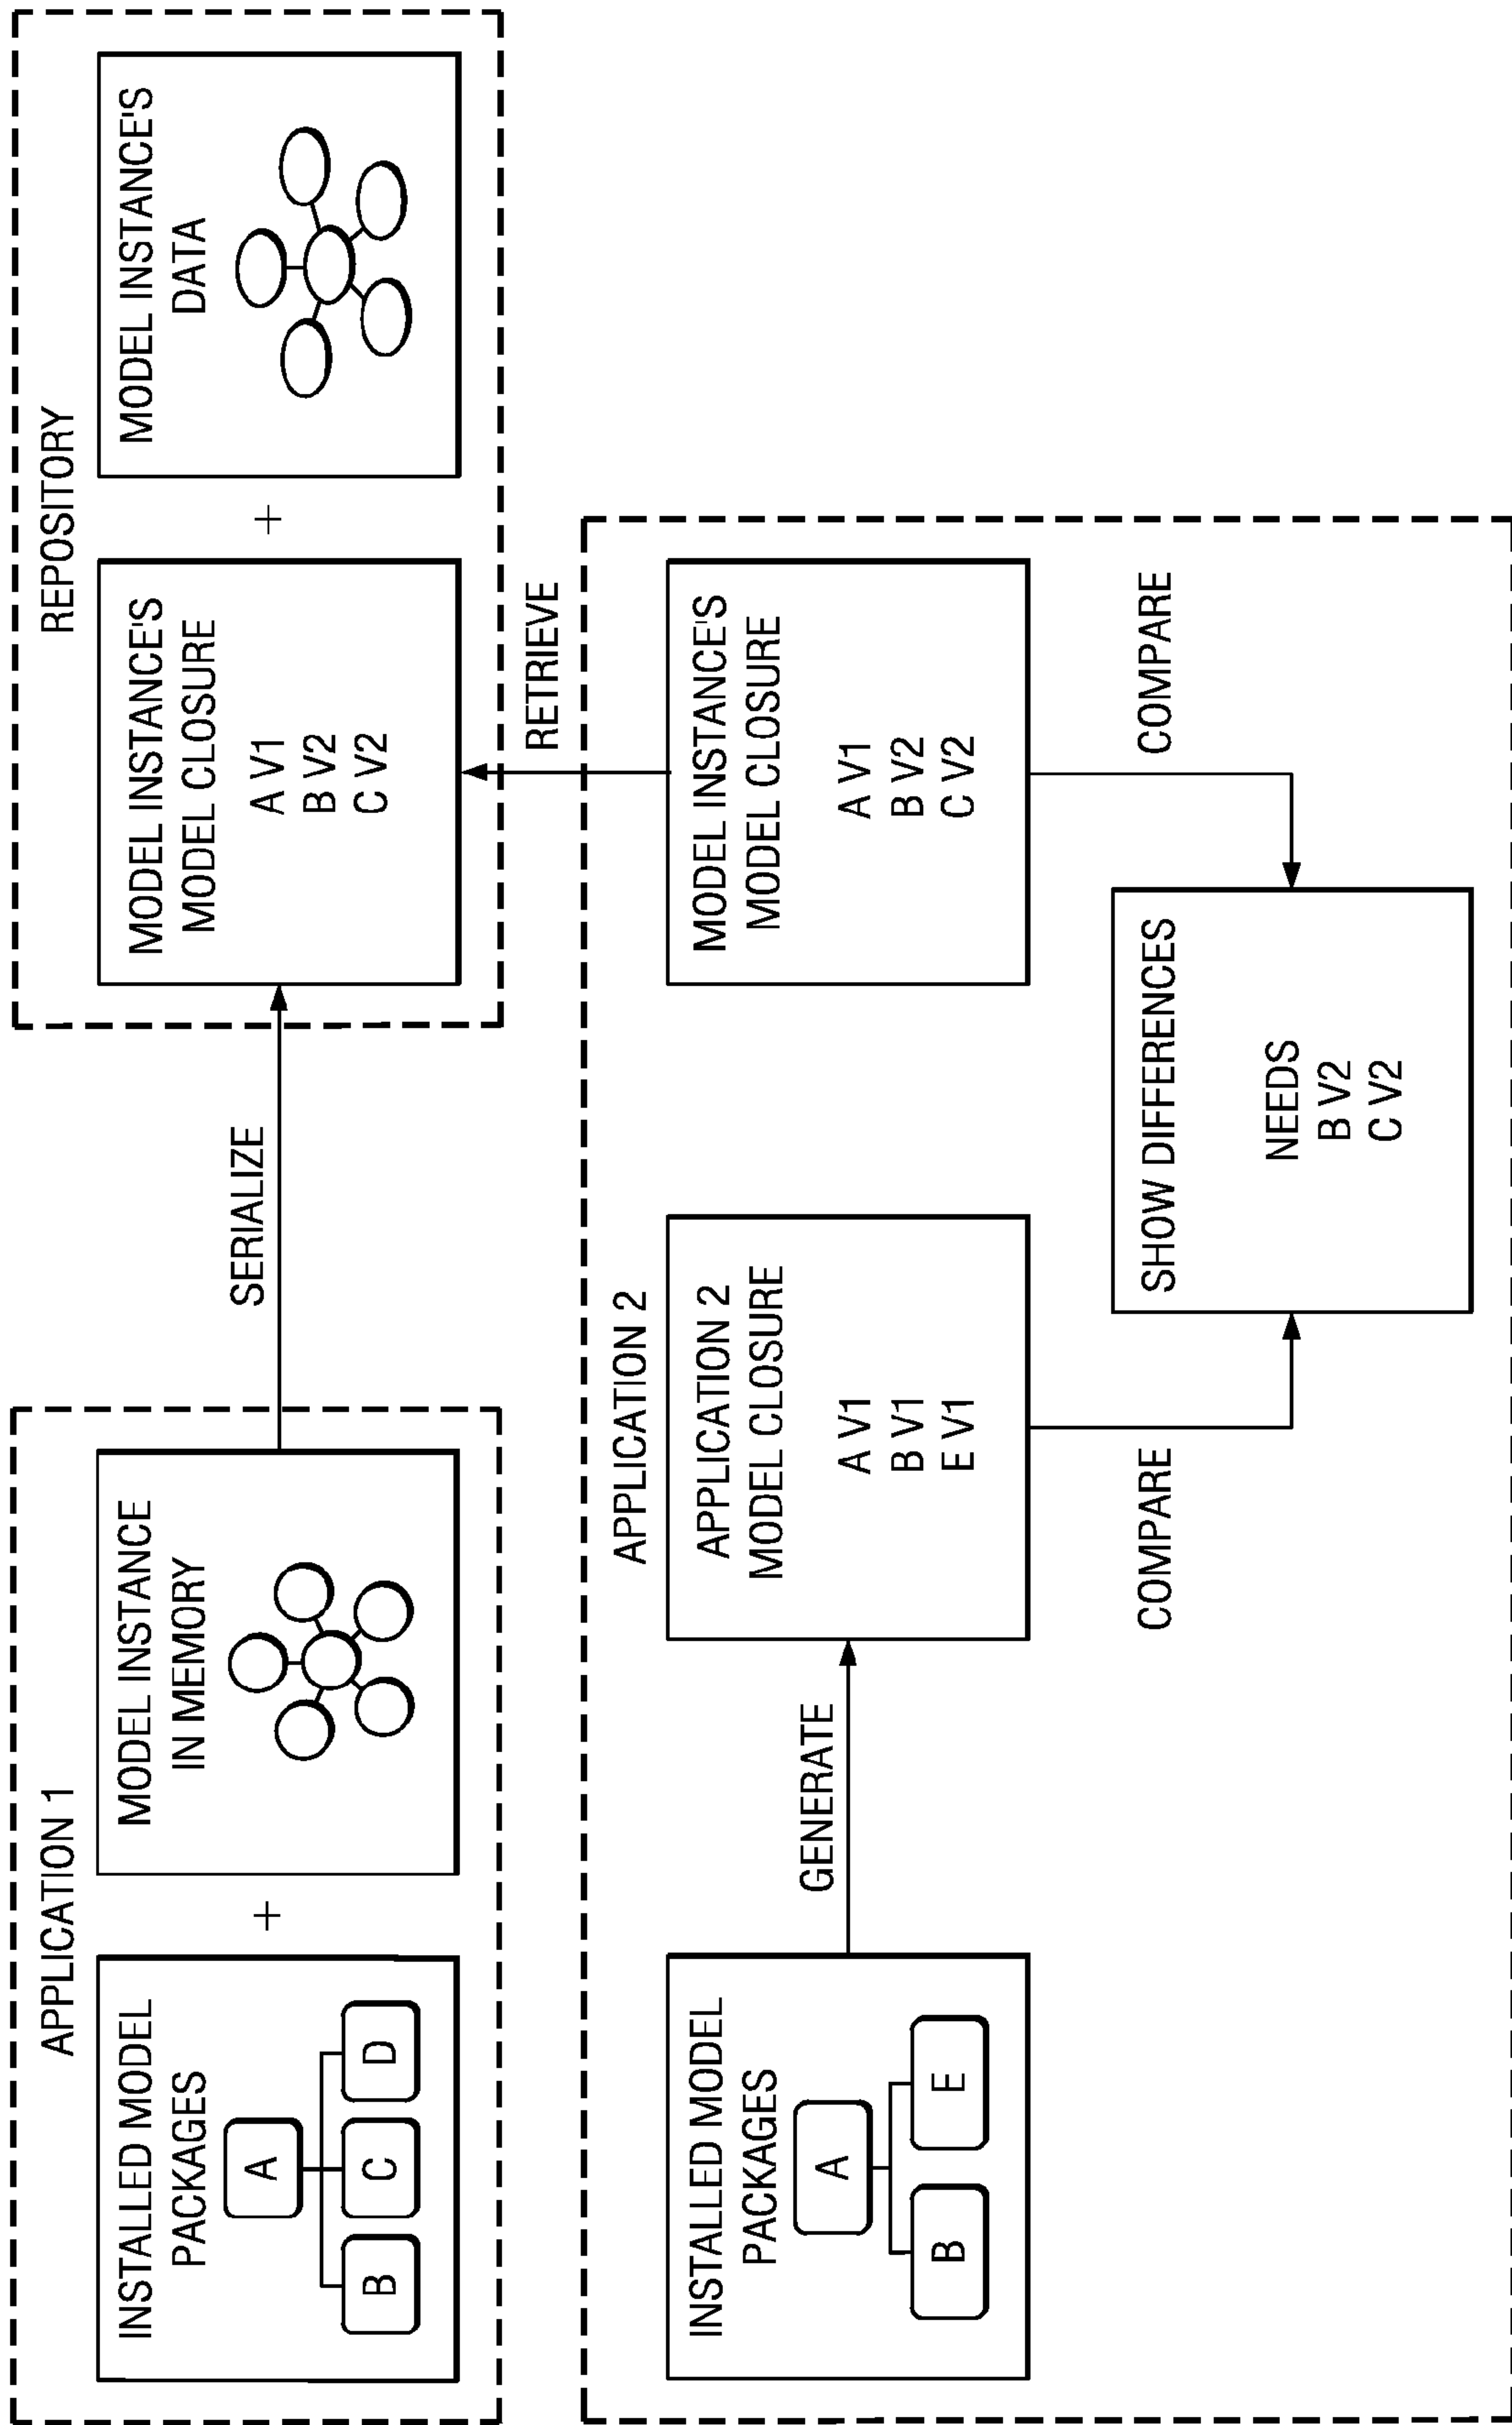 APPLICATION 1
INSTALLED MODEL
PACKAGES
A
B
C
D
+
MODEL INSTANCE
IN MEMORY
SERIALIZE
REPOSITORY
MODEL INSTANCE'S
MODEL CLOSURE
A V1
B V2
C V2
+
MODEL INSTANCE'S
DATA
RETRIEVE
APPLICATION 2
INSTALLED MODEL
PACKAGES
A
B
E
GENERATE
APPLICATION 2
MODEL CLOSURE
A V1
B V1
E V1
MODEL INSTANCE'S
MODEL CLOSURE
A V1
B V2
C V2
COMPARE
COMPARE
SHOW DIFFERENCES
NEEDS
B V2
C V2